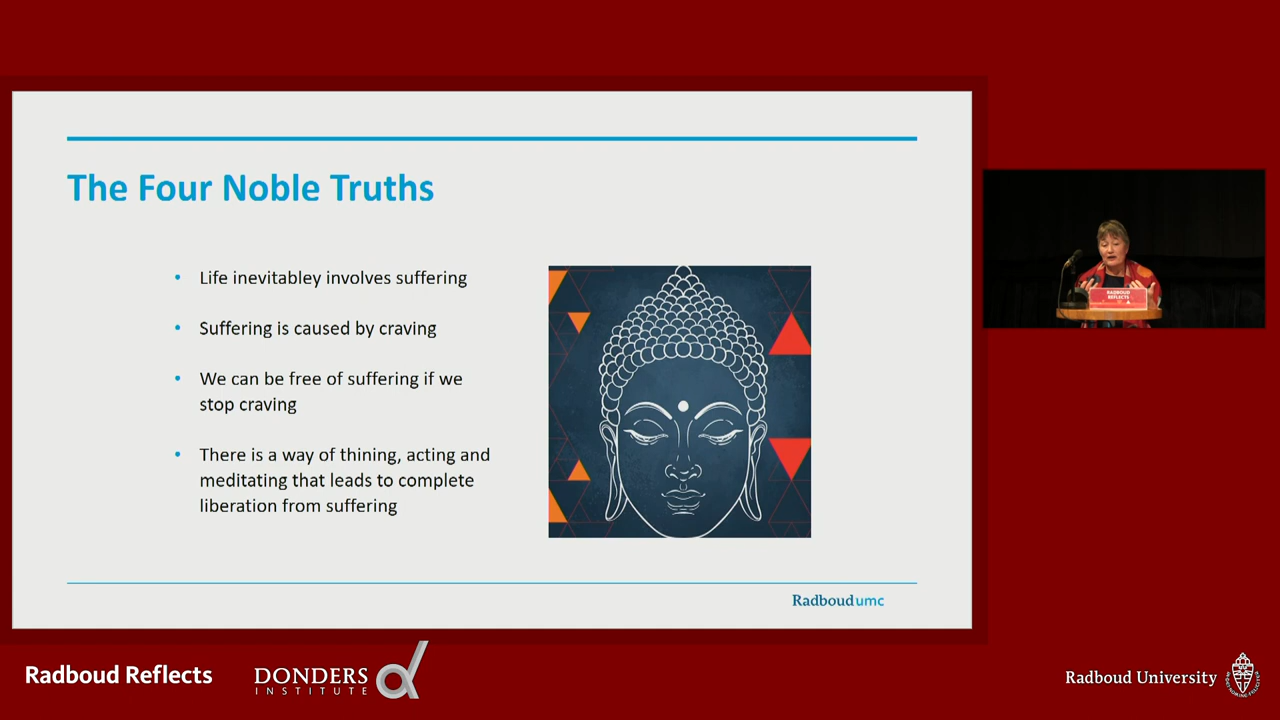 The Four Noble Truths
• Life inevitabley involves suffering
• Suffering is caused by craving
• We can be free of suffering if we
stop craving
• There is a way of thining, acting and
meditating that leads to complete
liberation from suffering
Radboudumc
RADBOUD
REFLECTS
Radboud Reflects
DONDERS
INSTITUTE
Radboud University